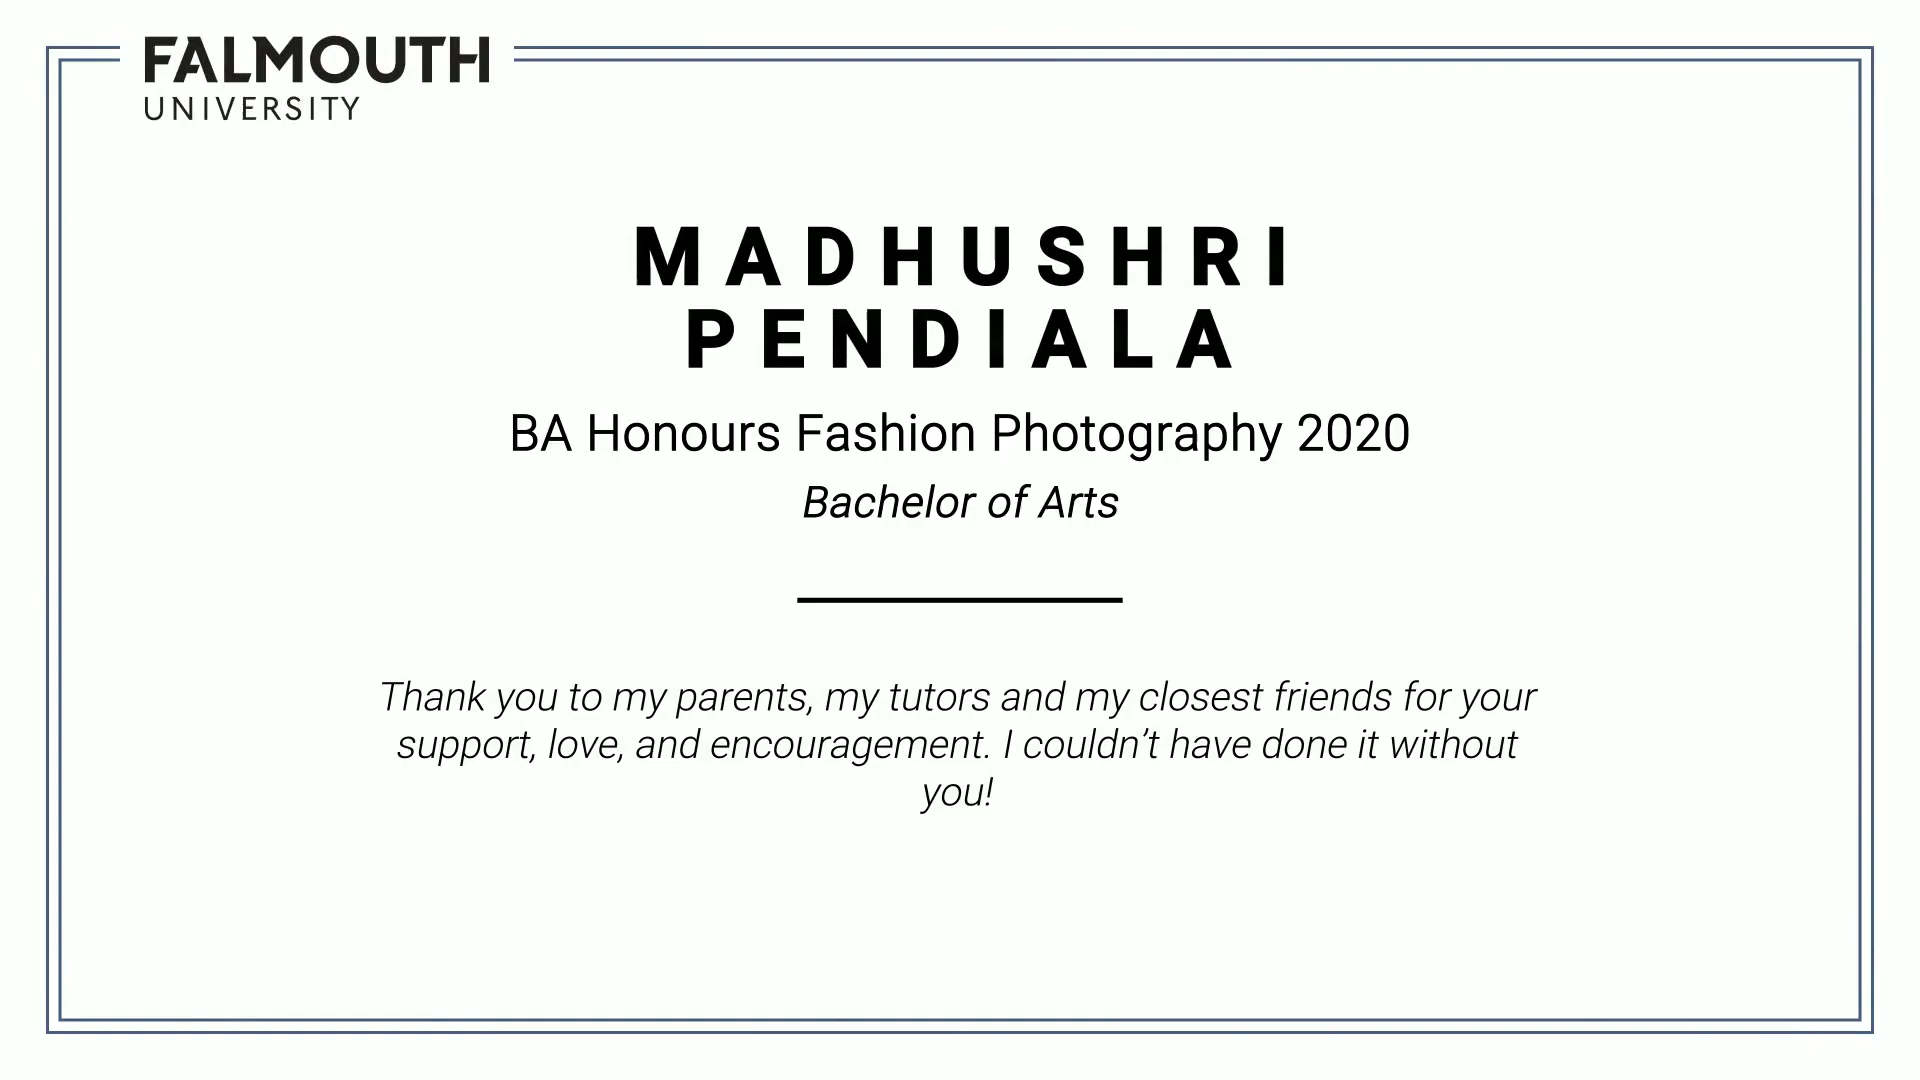 FALMOUTH
UNIVERSITY
MADHUSHRI
PENDIALA
BA Honours Fashion Photography 2020
Bachelor of Arts
Thank you to my parents, my tutors and my closest friends for your
support, love, and encouragement. I couldn’t have done it without
you!